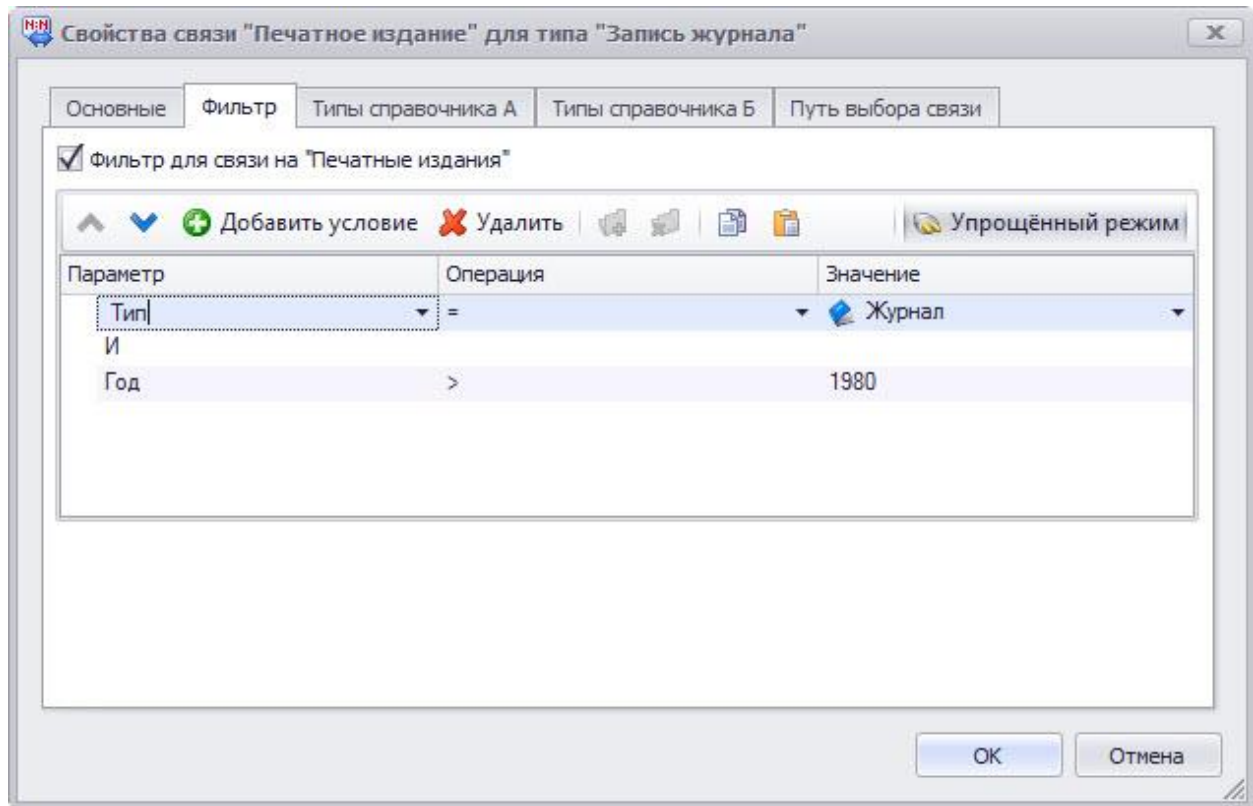 N:N Свойства связи "Печатное издание" для типа "Запись журнала"
Основные Фильтр Типы справочника А Типы справочника Б Путь выбора связи
Фильтр для связи на "Печатные издания"
Добавить условие Удалить Упрощённый режим
Параметр Операция Значение
Тип = Журнал
И
Год > 1980
OK Отмена